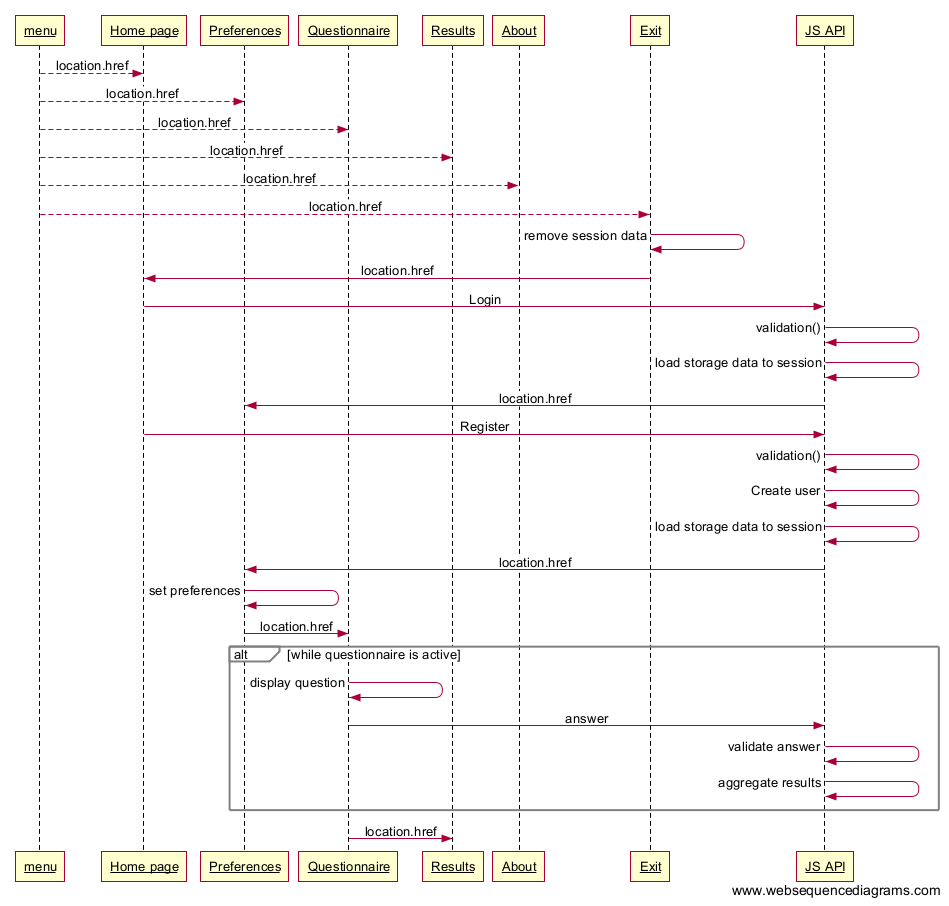 menu Home page Preferences Questionnaire Results About Exit JS API
location.href
location.href
location.href
location.href
location.href
location.href
remove session data
location.href
Login
validation()
load storage data to session
location.href
Register
validation()
Create user
load storage data to session
location.href
set preferences
location.href
alt [while questionnaire is active]
display question
answer
validate answer
aggregate results
location.href
menu Home page Preferences Questionnaire Results About Exit JS API
www.websequencediagrams.com